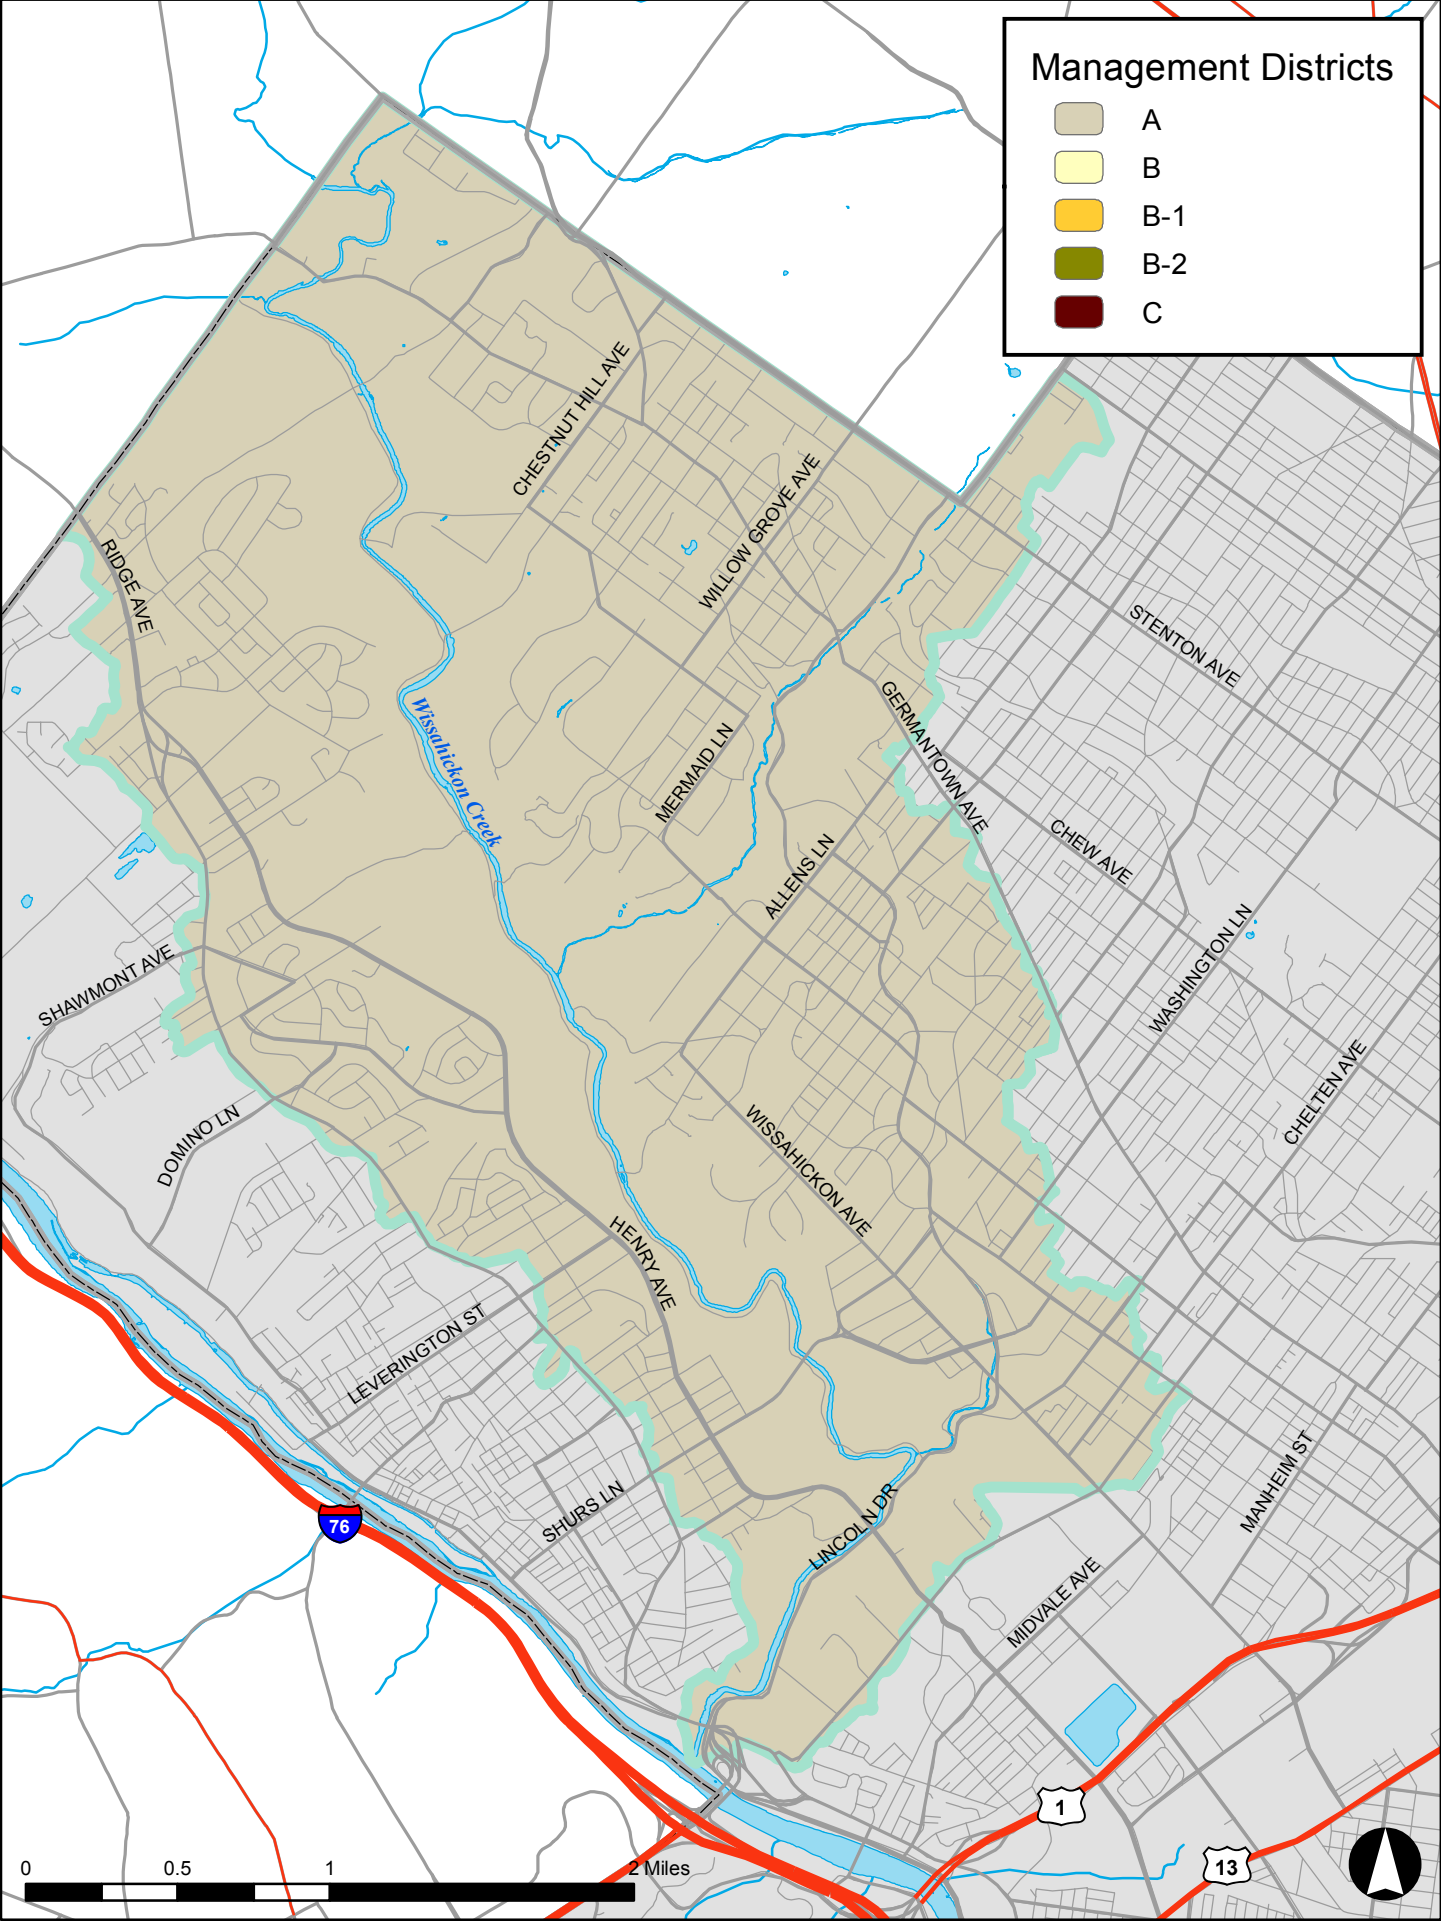 Management Districts
A
B
B-1
B-2
C
CHESTNUT HILL AVE
WILLOW GROVE AVE
RIDGE AVE
STENTON AVE
Wissahickon Creek
MERMAID LN
GERMANTOWN AVE
ALLENS LN
CHEW AVE
SHAWMONT AVE
WASHINGTON LN
CHELTEN AVE
DOMINO LN
WISSAHICKON AVE
HENRY AVE
LEVERINGTON ST
MANHEIM ST
SHURS LN
LINCOLN DR
76
MIDVALE AVE
1
13
0 0.5 1 2 Miles